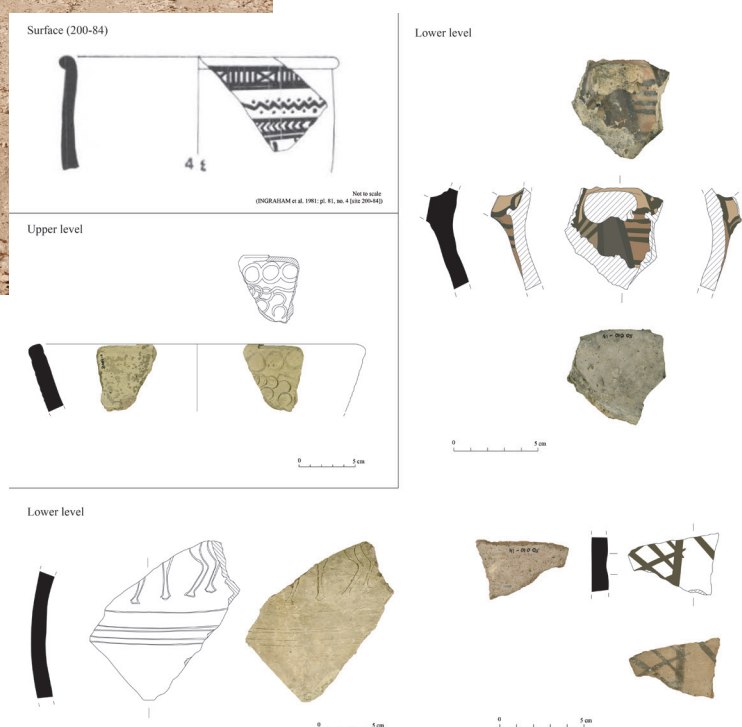 Surface (200-84)
4
Not to scale
(INGRAHAM et al. 1981: pl. 81, no. 4 [site 200-84])
Upper level
0 5 cm
Lower level
0 5 cm
Lower level
0 5 cm
0 5 cm